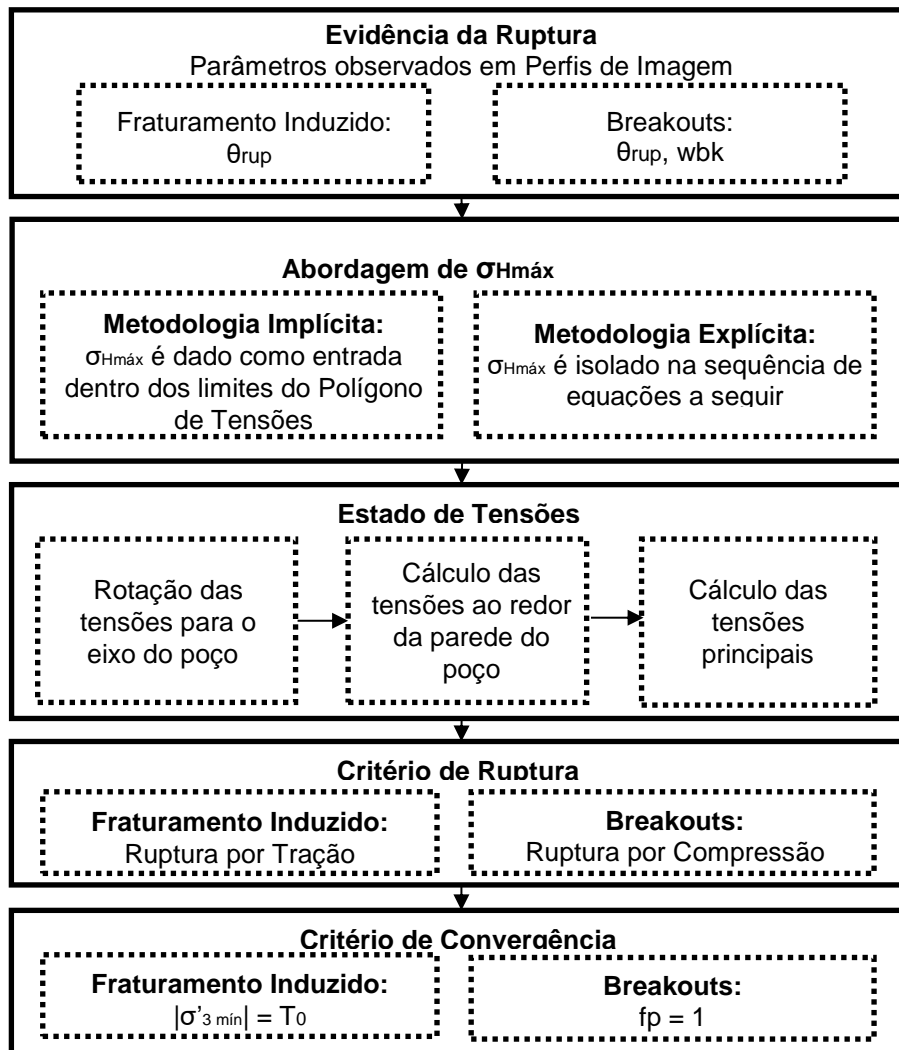 Evidência da Ruptura
Parâmetros observados em Perfis de Imagem
Fraturamento Induzido:
θrup
Breakouts:
θrup, wbk
Abordagem de σHmáx
Metodologia Implícita:
σHmáx é dado como entrada
dentro dos limites do Polígono
de Tensões
Metodologia Explícita:
σHmáx é isolado na sequência de
equações a seguir
Estado de Tensões
Rotação das
tensões para o
eixo do poço
Cálculo das
tensões ao redor
da parede do
poço
Cálculo das
tensões
principais
Critério de Ruptura
Fraturamento Induzido:
Ruptura por Tração
Breakouts:
Ruptura por Compressão
Critério de Convergência
Fraturamento Induzido:
|σ'3 mín| = T0
Breakouts:
fp = 1